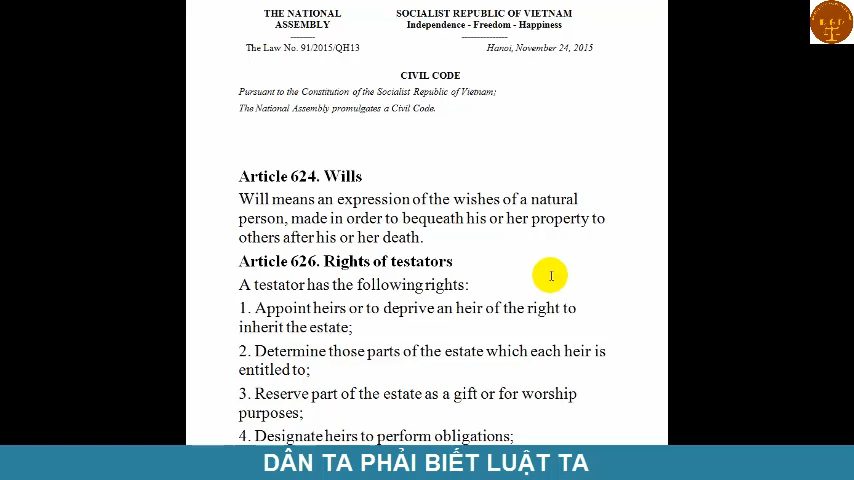 THE NATIONAL
ASSEMBLY
SOCIALIST REPUBLIC OF VIETNAM
Independence - Freedom - Happiness
The Law No. 91/2015/QH13
Hanoi, November 24, 2015
CIVIL CODE
Pursuant to the Constitution of the Socialist Republic of Vietnam;
The National Assembly promulgates a Civil Code.
Article 624. Wills
Will means an expression of the wishes of a natural
person, made in order to bequeath his or her property to
others after his or her death.
Article 626. Rights of testators
A testator has the following rights:
1. Appoint heirs or to deprive an heir of the right to
inherit the estate;
2. Determine those parts of the estate which each heir is
entitled to;
3. Reserve part of the estate as a gift or for worship
purposes;
4. Designate heirs to perform obligations;
DÂN TA PHẢI BIẾT LUẬT TA